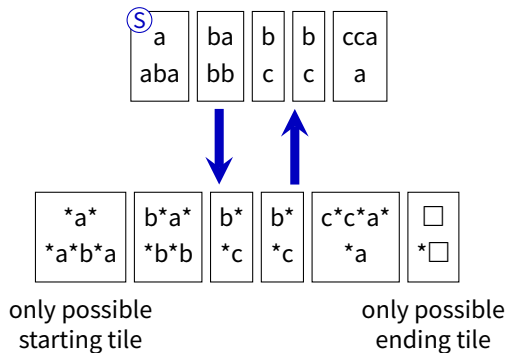 S
a ba b b cca
aba bb c c a
*a* b*a* b* b* c*c*a* □
*a*b*a *b*b *c *c *a *□
only possible only possible
starting tile ending tile